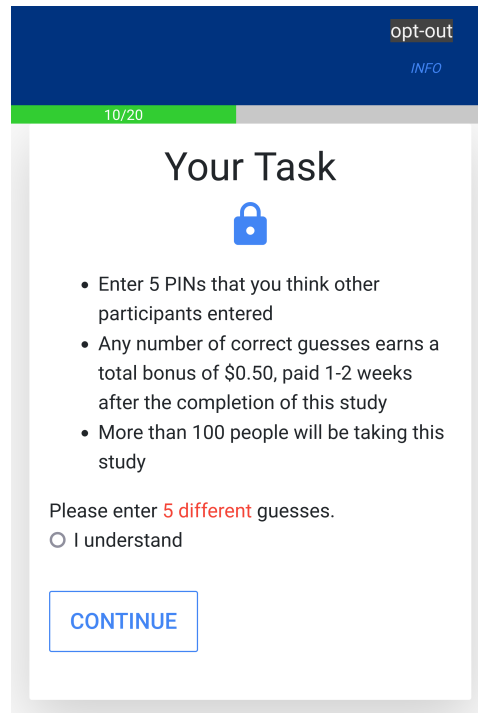 opt-out
INFO
10/20
Your Task
• Enter 5 PINs that you think other
participants entered
• Any number of correct guesses earns a
total bonus of $0.50, paid 1-2 weeks
after the completion of this study
• More than 100 people will be taking this
study
Please enter 5 different guesses.
I understand
CONTINUE